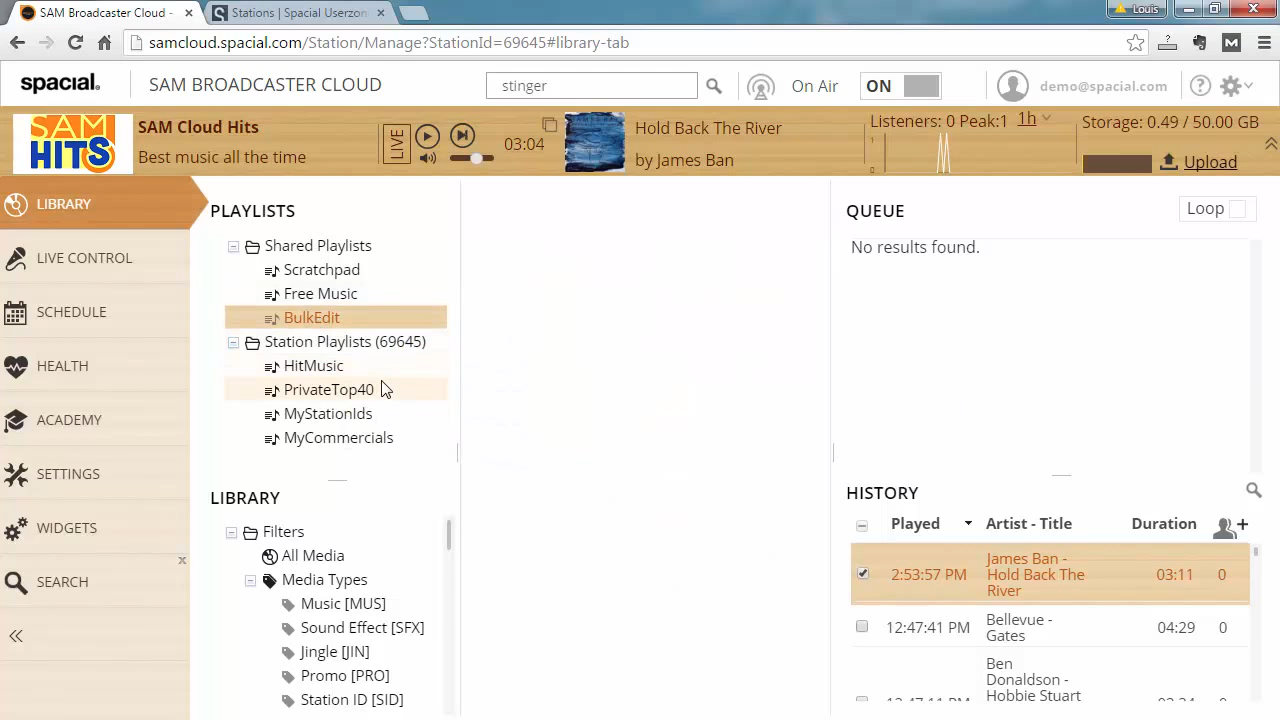 SAM Broadcaster Cloud -
Stations | Spacial Userzon
Louis
samcloud.spacial.com/Station/Manage?StationId=69645#library-tab
spacial.
SAM BROADCASTER CLOUD
stinger
On Air
ON
demo@spacial.com
SAM
HITS
SAM Cloud Hits
Best music all the time
LIVE
03:04
Hold Back The River
by James Ban
Listeners: 0 Peak:1 1h
1
0
Storage: 0.49 / 50.00 GB
Upload
LIBRARY
LIVE CONTROL
SCHEDULE
HEALTH
ACADEMY
SETTINGS
WIDGETS
SEARCH
PLAYLISTS
Shared Playlists
Scratchpad
Free Music
BulkEdit
Station Playlists (69645)
HitMusic
PrivateTop40
MyStationIds
MyCommercials
LIBRARY
Filters
All Media
Media Types
Music [MUS]
Sound Effect [SFX]
Jingle [JIN]
Promo [PRO]
Station ID [SID]
QUEUE
Loop
No results found.
HISTORY
Played Artist - Title Duration
2:53:57 PM James Ban - 03:11 0
Hold Back The
River
12:47:41 PM Bellevue - 04:29 0
Gates
Ben
Donaldson -
Hobbie Stuart